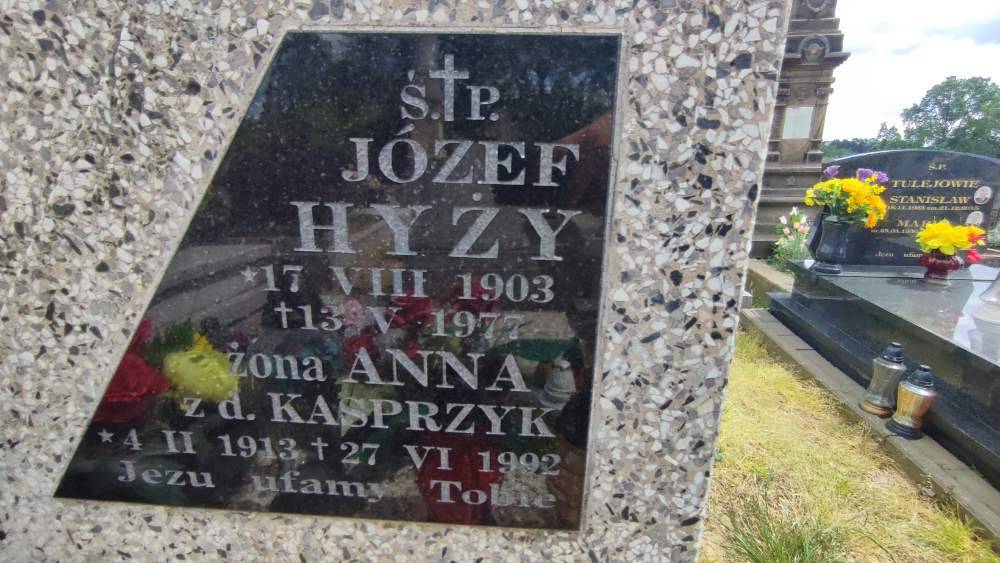 Ś. P.
JÓZEF
HYŻY
* 17 VIII 1903
† 13 V 1977
żona ANNA
z d. KASPRZYK
* 4 II 1913 † 27 VI 1992
Jezu ufamy Tobie
Ś.P.
TULEJOWIE
STANISŁAW
Jezu